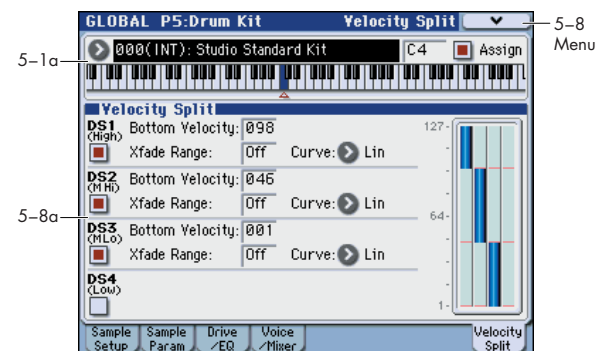 GLOBAL P5:Drum Kit Velocity Split
5–8
Menu
5–1a
000(INT): Studio Standard Kit C4 Assign
Velocity Split
DS1 Bottom Velocity: 098 127
(High)
Xfade Range: Off Curve: Lin
DS2 Bottom Velocity: 046
(M Hi)
Xfade Range: Off Curve: Lin
5–8a
64
DS3 Bottom Velocity: 001
(MLo)
Xfade Range: Off Curve: Lin
DS4
(Low)
1
Sample Sample Drive Voice Velocity
Setup Param /EQ /Mixer Split